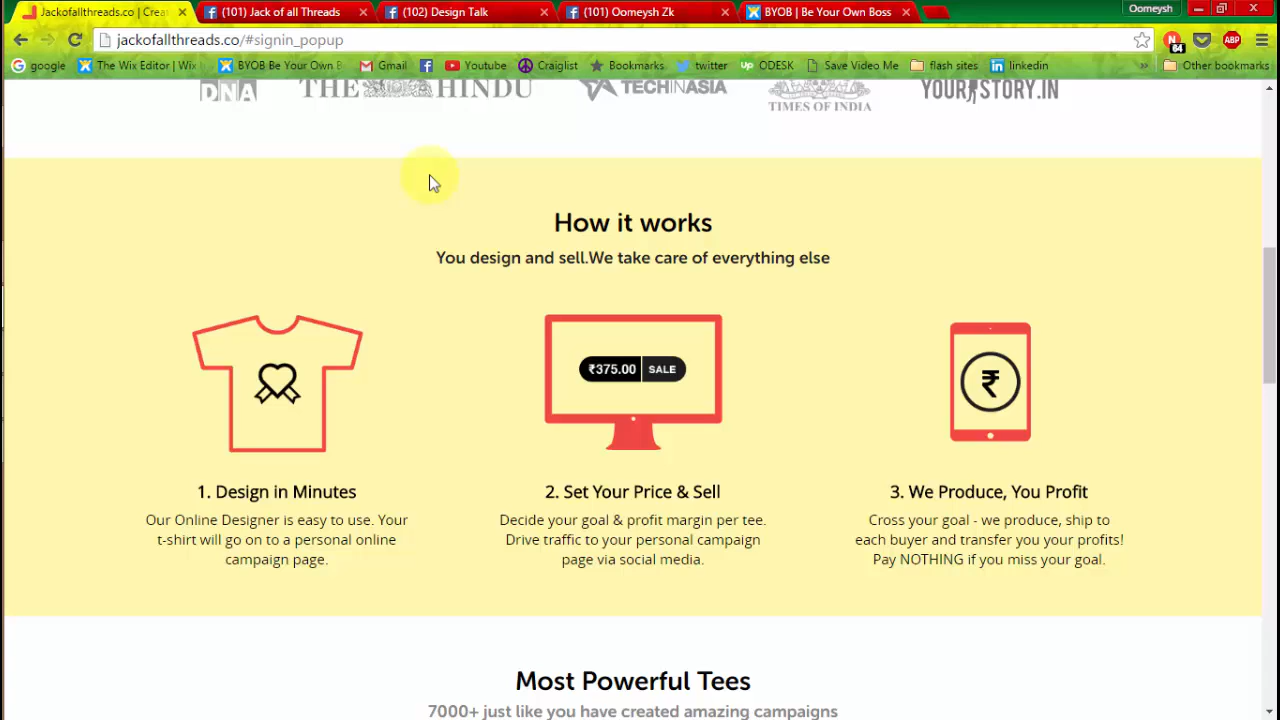 Jackofallthreads.co | Crea
(101) Jack of all Threads
(102) Design Talk
(101) Oomeysh Zk
BYOB | Be Your Own Boss
Oomeysh
jackofallthreads.co/#signin_popup
64
ABP
google
The Wix Editor | Wix
BYOB Be Your Own B
Gmail
Youtube
Craiglist
Bookmarks
twitter
Up ODESK
Save Video Me
flash sites
linkedin
Other bookmarks
DNA
THE HINDU
TECHINASIA
TIMES OF INDIA
YOURSTORY.IN
How it works
You design and sell.We take care of everything else
₹375.00 SALE
₹
1. Design in Minutes
Our Online Designer is easy to use. Your
t-shirt will go on to a personal online
campaign page.
2. Set Your Price & Sell
Decide your goal & profit margin per tee.
Drive traffic to your personal campaign
page via social media.
3. We Produce, You Profit
Cross your goal - we produce, ship to
each buyer and transfer you your profits!
Pay NOTHING if you miss your goal.
Most Powerful Tees
7000+ just like you have created amazing campaigns